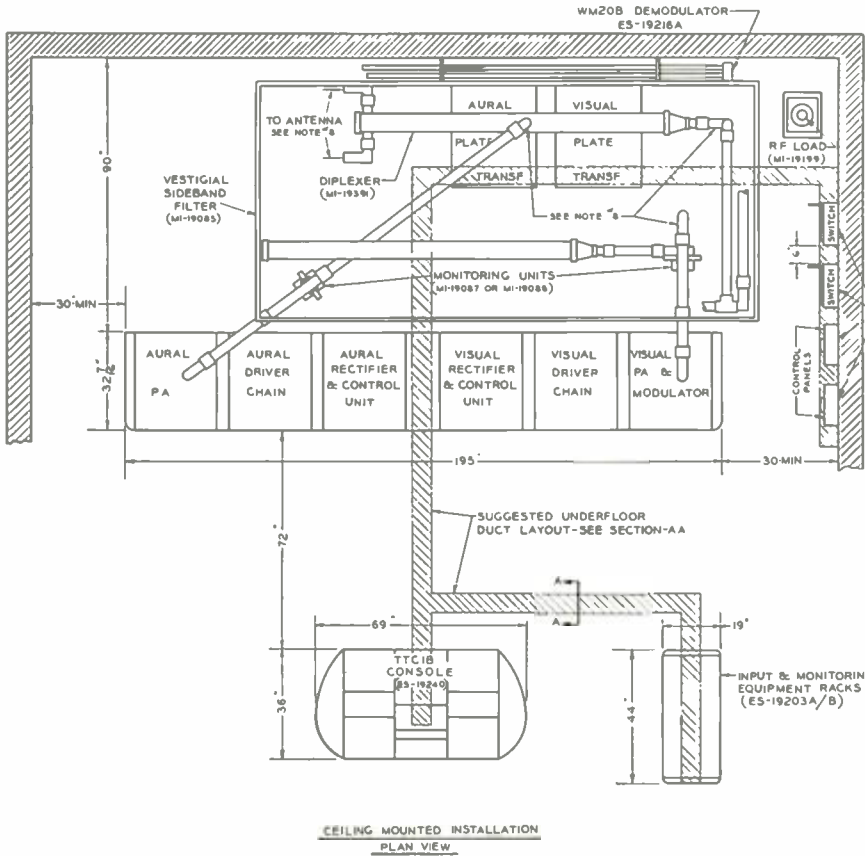 WM20B DEMODULATOR
ES-19216A
TO ANTENNA
SEE NOTE #8
AURAL
PLATE
TRANSF
VISUAL
PLATE
TRANSF
RF LOAD
(MI-19199)
90"
VESTIGIAL
SIDEBAND
FILTER
(MI-19085)
DIPLEXER
(MI-19391)
SEE NOTE #8
SWITCH
6"
SWITCH
MONITORING UNITS
(MI-19087 OR MI-19088)
30" MIN
CONTROL
PANELS
AURAL
PA
AURAL
DRIVER
CHAIN
AURAL
RECTIFIER
& CONTROL
UNIT
VISUAL
RECTIFIER
& CONTROL
UNIT
VISUAL
DRIVER
CHAIN
VISUAL
PA &
MODULATOR
195"
30-MIN
72"
SUGGESTED UNDERFLOOR
DUCT LAYOUT-SEE SECTION-AA
A
A
69"
19"
TTC1B
CONSOLE
(ES-19240)
36"
44"
INPUT & MONITORIN
EQUIPMENT RACKS
(ES-19203A/B)
CEILING MOUNTED INSTALLATION
PLAN VIEW